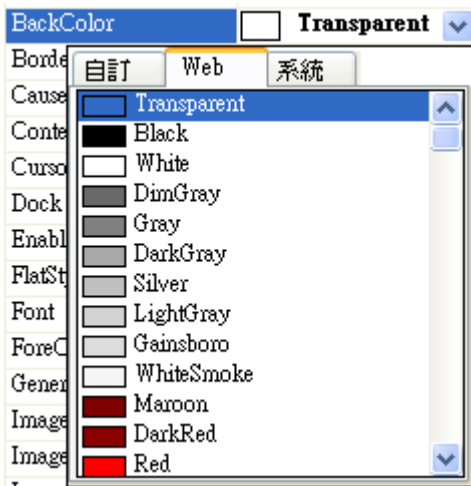 BackColor Transparent
Borde
自訂 Web 系統
Cause
Transparent
Conte
Black
Curso
White
Dock
DimGray
Enabl
Gray
DarkGray
FlatSt
Silver
Font
LightGray
ForeC
Gainsboro
Gener
WhiteSmoke
Image
Maroon
DarkRed
Image
Red